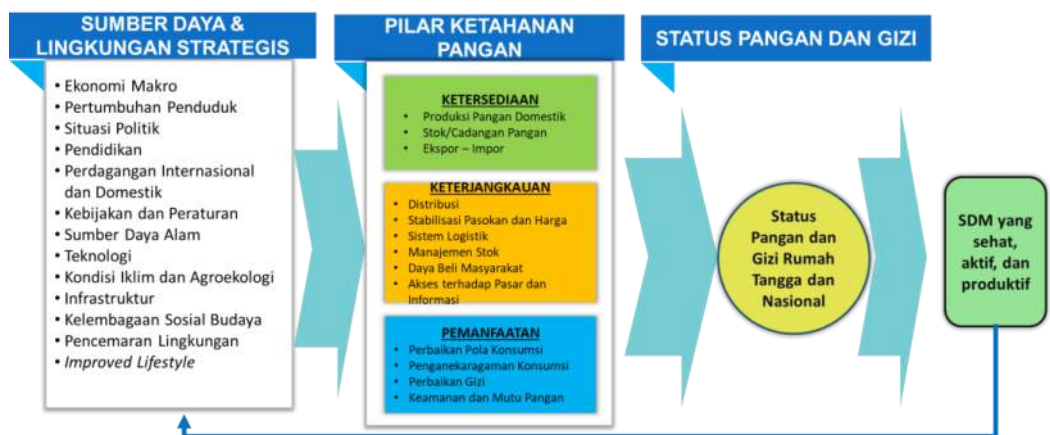 SUMBER DAYA &
LINGKUNGAN STRATEGIS
• Ekonomi Makro
• Pertumbuhan Penduduk
• Situasi Politik
• Pendidikan
• Perdagangan Internasional
dan Domestik
• Kebijakan dan Peraturan
• Sumber Daya Alam
• Teknologi
• Kondisi Iklim dan Agroekologi
• Infrastruktur
• Kelembagaan Sosial Budaya
• Pencemaran Lingkungan
• Improved Lifestyle
PILAR KETAHANAN
PANGAN
KETERSEDIAAN
• Produksi Pangan Domestik
• Stok/Cadangan Pangan
• Ekspor – Impor
KETERJANGKAUAN
• Distribusi
• Stabilisasi Pasokan dan Harga
• Sistem Logistik
• Manajemen Stok
• Daya Beli Masyarakat
• Akses terhadap Pasar dan
Informasi
PEMANFAATAN
• Perbaikan Pola Konsumsi
• Penganekaragaman Konsumsi
• Perbaikan Gizi
• Keamanan dan Mutu Pangan
STATUS PANGAN DAN GIZI
Status
Pangan dan
Gizi Rumah
Tangga dan
Nasional
SDM yang
sehat,
aktif, dan
produktif